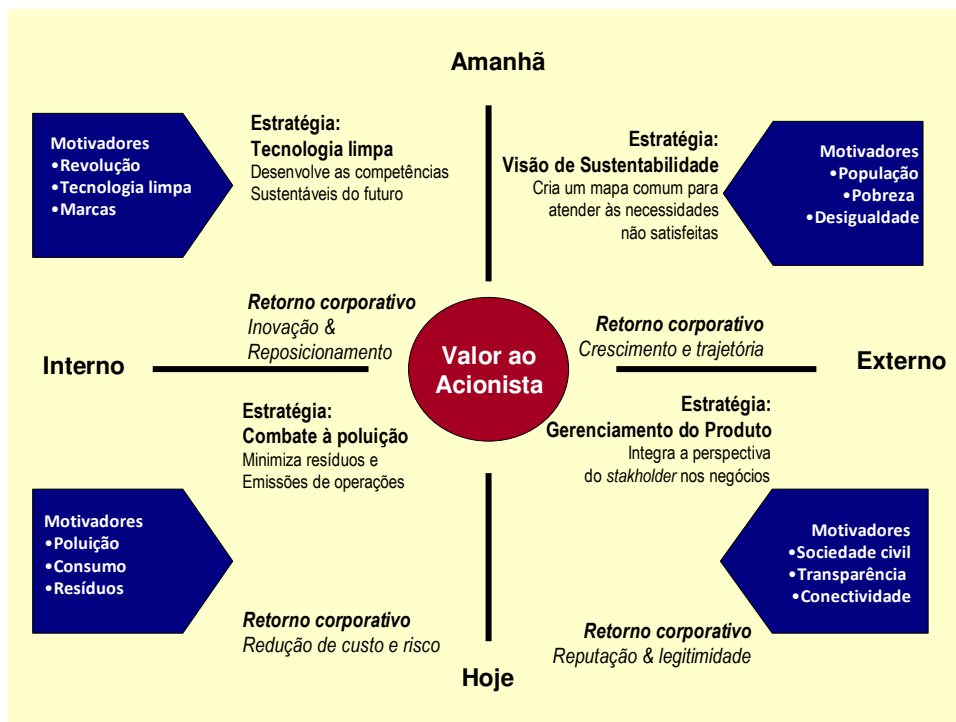 Amanhã
Motivadores
•Revolução
•Tecnologia limpa
•Marcas
Estratégia:
Tecnologia limpa
Desenvolve as competências
Sustentáveis do futuro
Estratégia:
Visão de Sustentabilidade
Cria um mapa comum para
atender às necessidades
não satisfeitas
Motivadores
•População
•Pobreza
•Desigualdade
Retorno corporativo
Inovação &
Reposicionamento
Retorno corporativo
Crescimento e trajetória
Interno
Valor ao
Acionista
Externo
Estratégia:
Combate à poluição
Minimiza resíduos e
Emissões de operações
Estratégia:
Gerenciamento do Produto
Integra a perspectiva
do stakholder nos negócios
Motivadores
•Poluição
•Consumo
•Resíduos
Motivadores
•Sociedade civil
•Transparência
•Conectividade
Retorno corporativo
Redução de custo e risco
Retorno corporativo
Reputação & legitimidade
Hoje